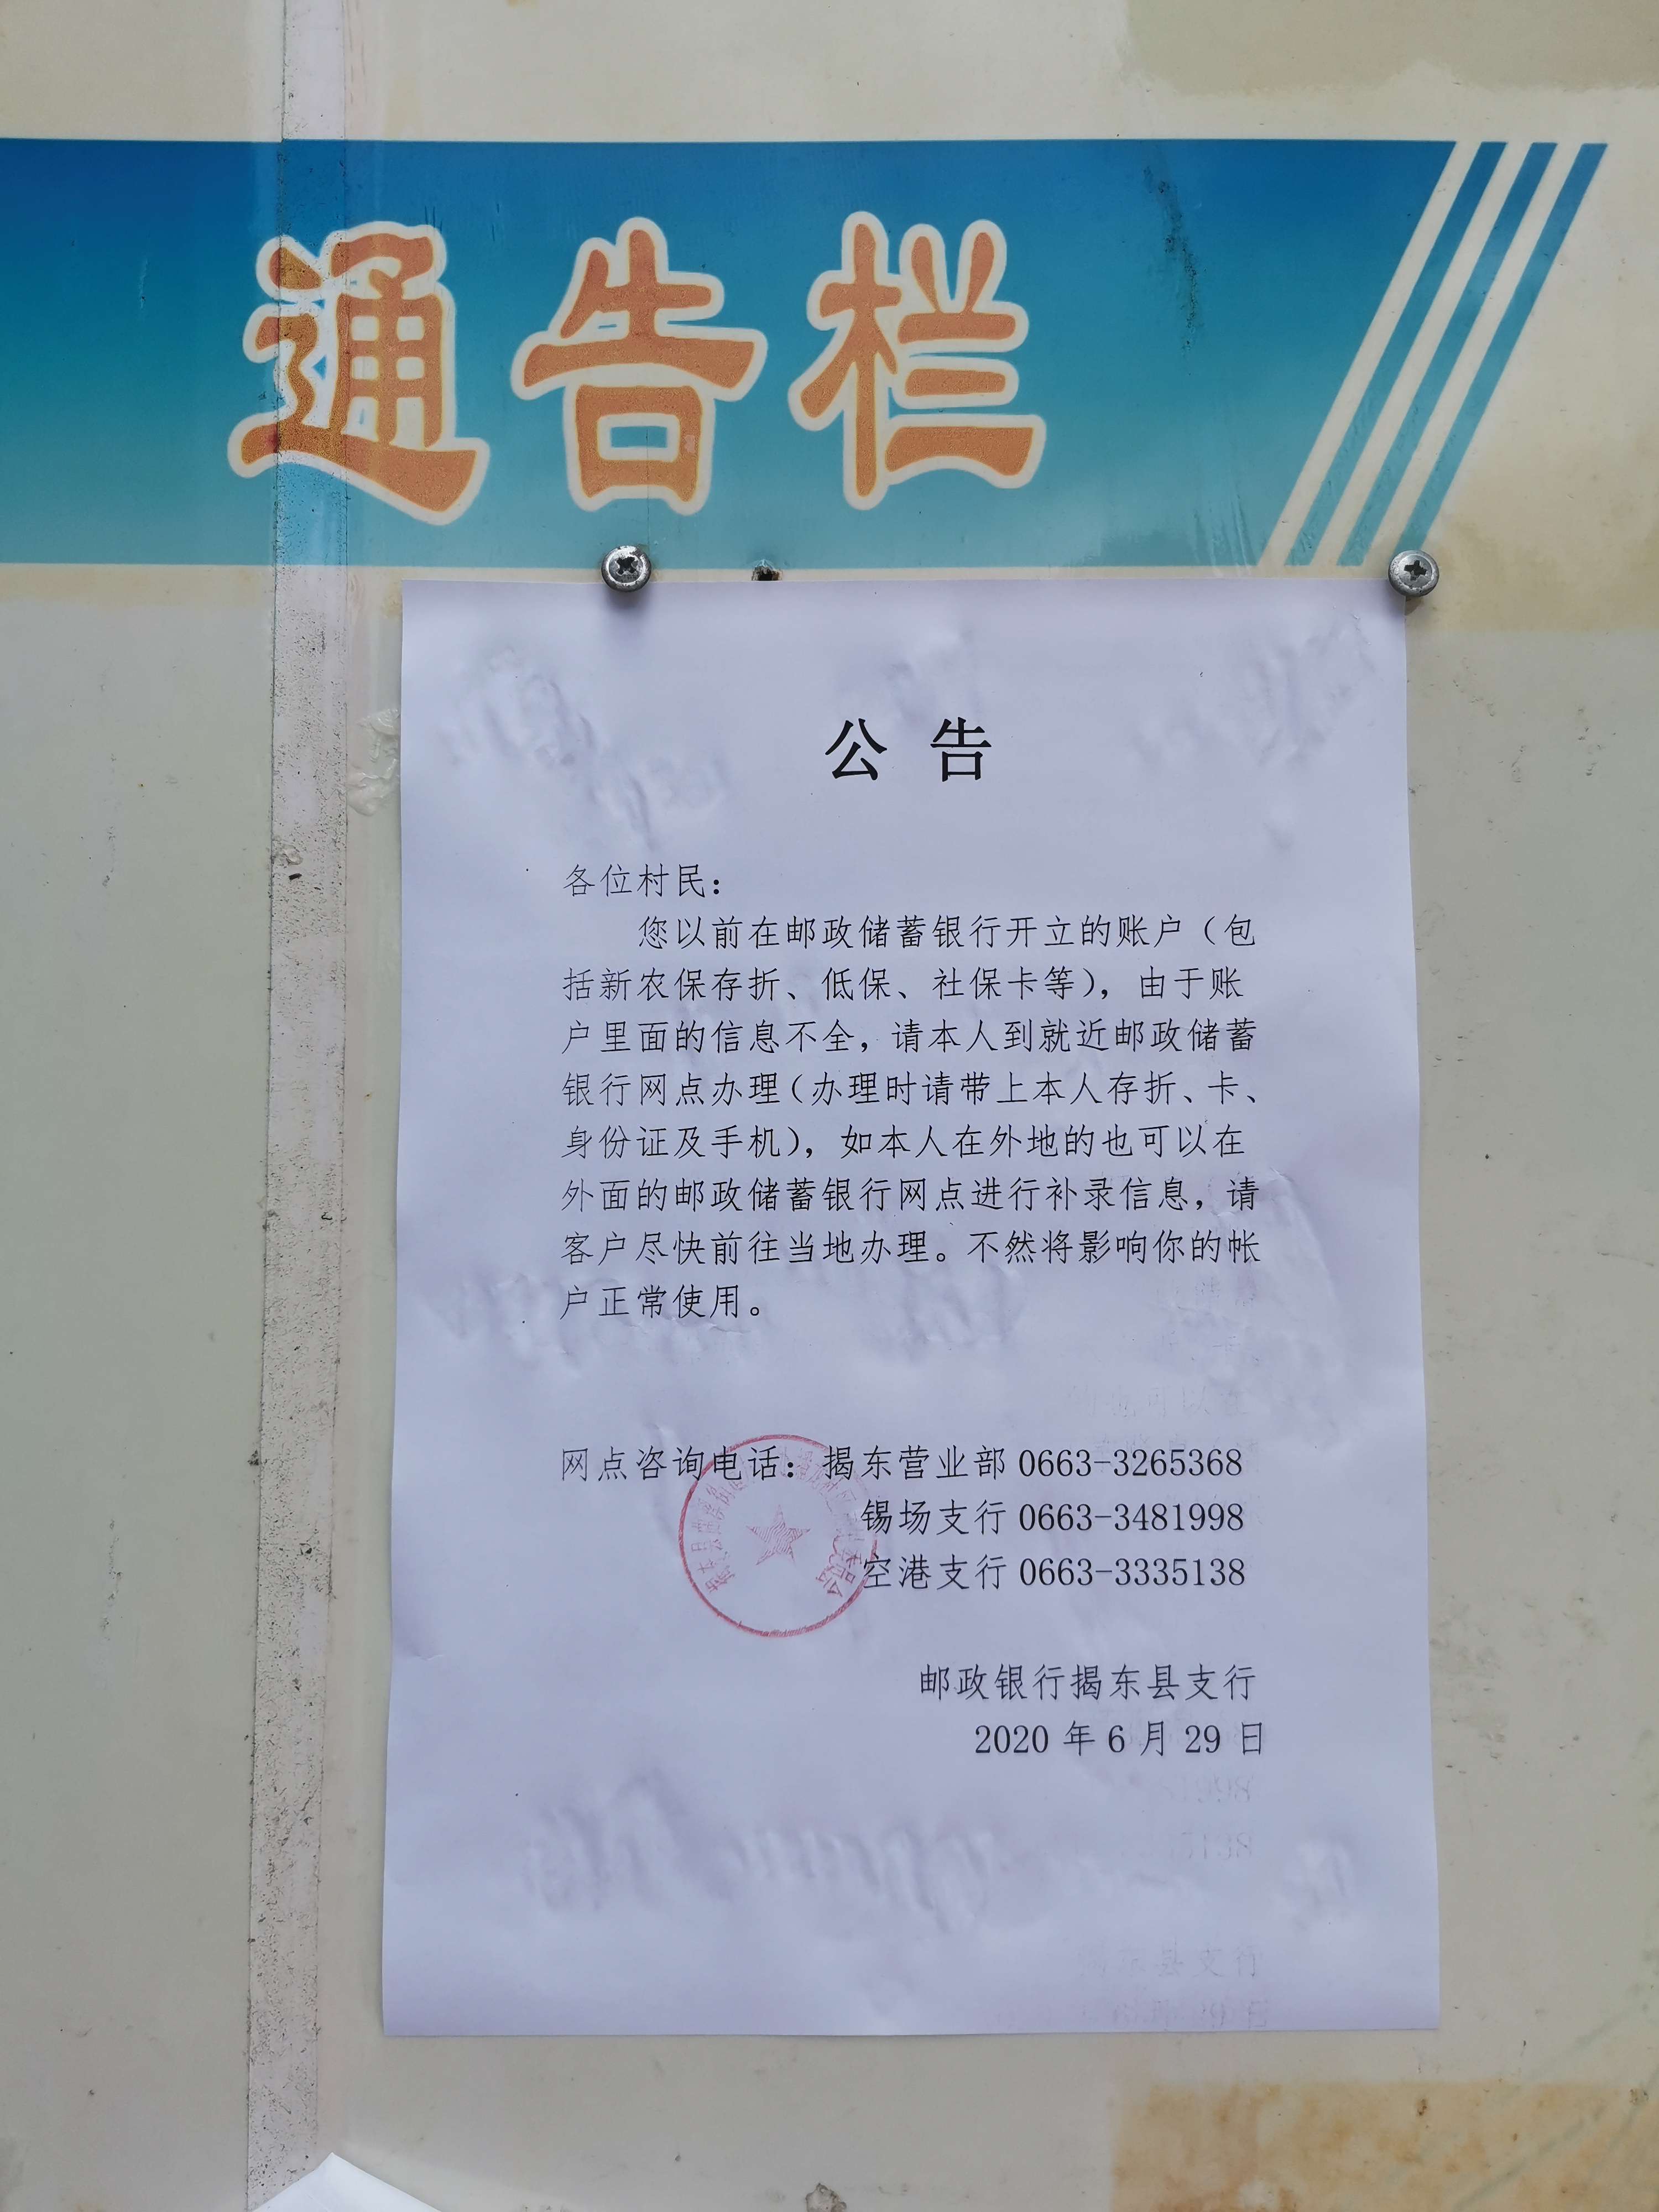 通告栏
公 告
各位村民：
您以前在邮政储蓄银行开立的账户（包
括新农保存折、低保、社保卡等），由于账
户里面的信息不全，请本人到就近邮政储蓄
银行网点办理（办理时请带上本人存折、卡、
身份证及手机），如本人在外地的也可以在
外面的邮政储蓄银行网点进行补录信息，请
客户尽快前往当地办理。不然将影响你的帐
户正常使用。
网点咨询电话：揭东营业部 0663-3265368
锡场支行 0663-3481998
空港支行 0663-3335138
邮政银行揭东县支行
2020 年 6 月 29 日